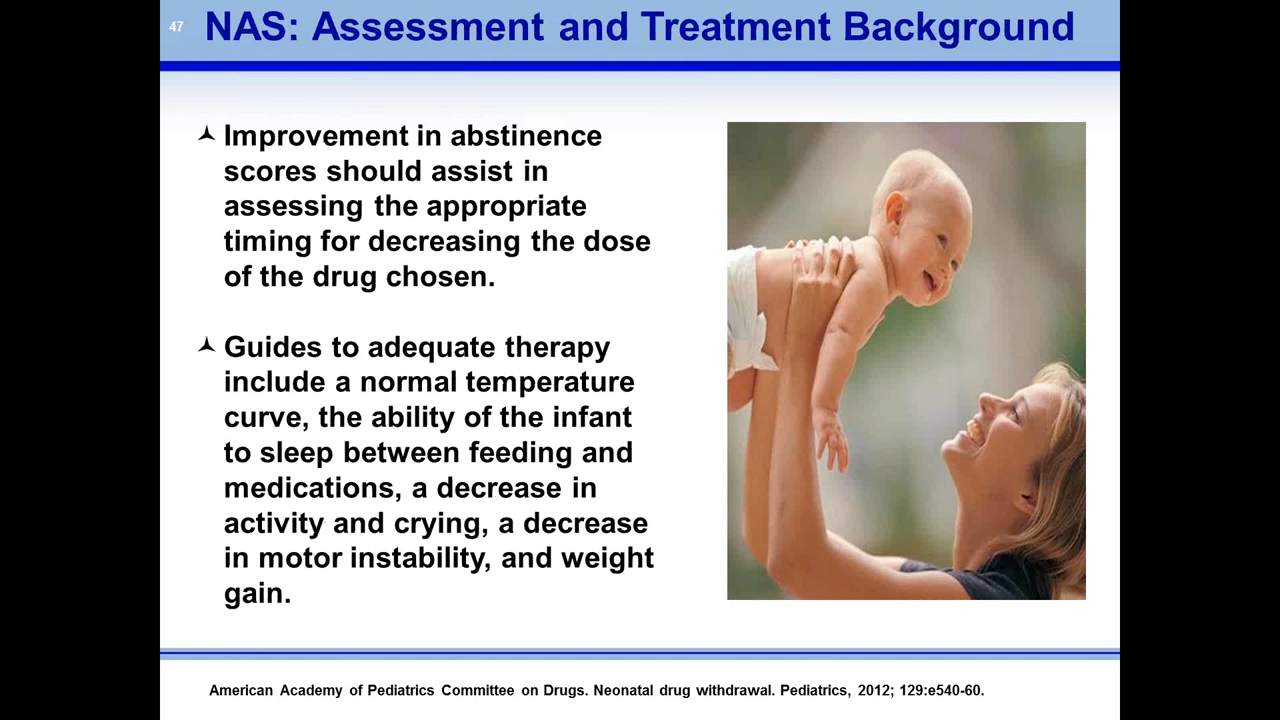 47
NAS: Assessment and Treatment Background
Improvement in abstinence
scores should assist in
assessing the appropriate
timing for decreasing the dose
of the drug chosen.
Guides to adequate therapy
include a normal temperature
curve, the ability of the infant
to sleep between feeding and
medications, a decrease in
activity and crying, a decrease
in motor instability, and weight
gain.
American Academy of Pediatrics Committee on Drugs. Neonatal drug withdrawal. Pediatrics, 2012; 129:e540-60.